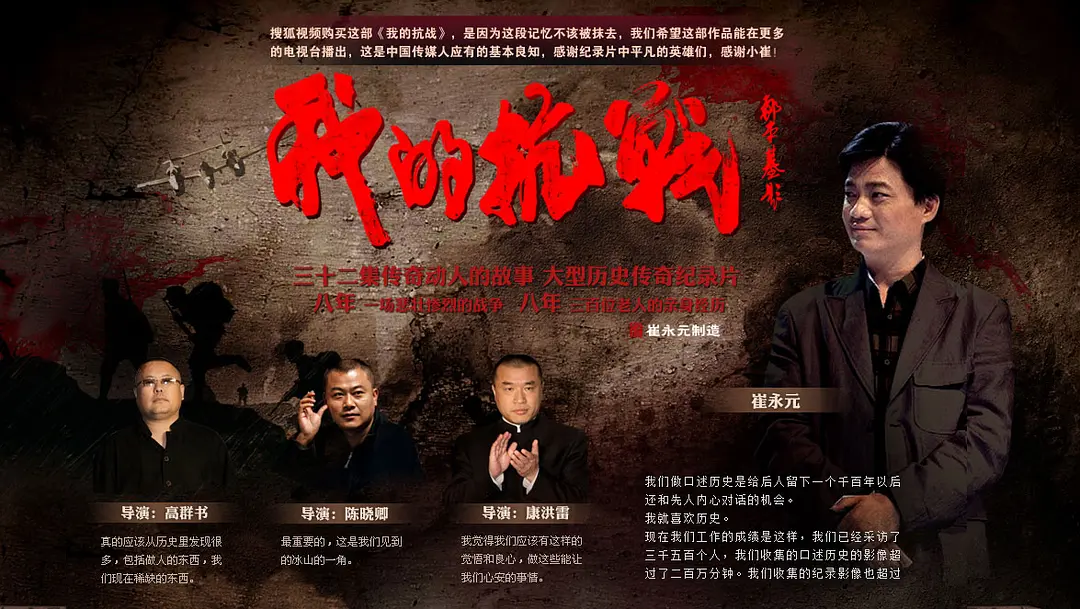 搜狐视频购买这部《我的抗战》，是因为这段记忆不该被抹去，我们希望这部作品能在更多
的电视台播出，这是中国传媒人应有的基本良知，感谢纪录片中平凡的英雄们，感谢小崔！
我的抗战
三十二集传奇动人的故事 大型历史传奇纪录片
八年 一场悲壮惨烈的战争 八年 三百位老人的亲身经历
崔永元制造
崔永元
我们做口述历史是给后人留下一个千百年以后
还和先人内心对话的机会。
我就喜欢历史。
现在我们工作的成绩是这样，我们已经采访了
三千五百个人，我们收集的口述历史的影像超
过了二百万分钟。我们收集的纪录影像也超过
导演：高群书
真的应该从历史里发现很
多，包括做人的东西，我
们现在稀缺的东西。
导演：陈晓卿
最重要的，这是我们见到
的冰山的一角。
导演：康洪雷
我觉得我们应该有这样的
觉悟和良心，做这些能让
我们心安的事情。